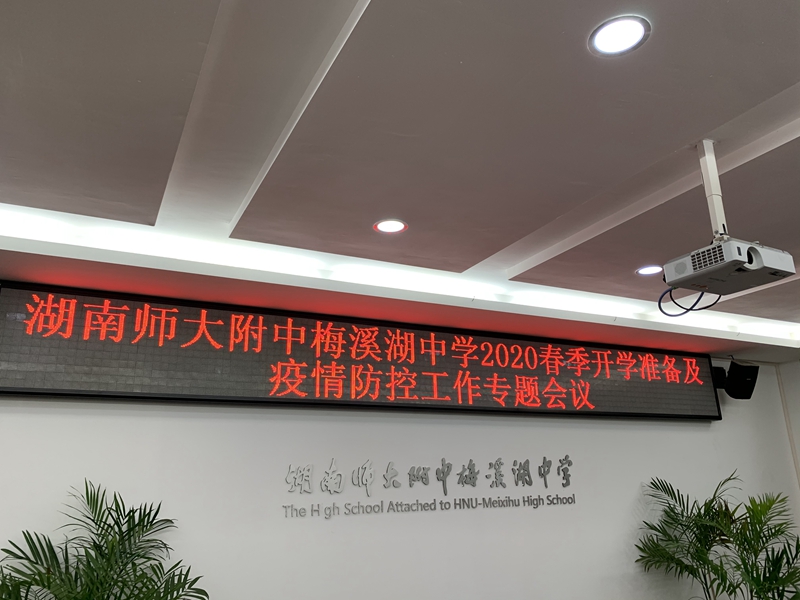 湖南师大附中梅溪湖中学2020春季开学准备及
疫情防控工作专题会议
湖南师大附中梅溪湖中学
The H gh School Attached to HNU-Meixihu High School